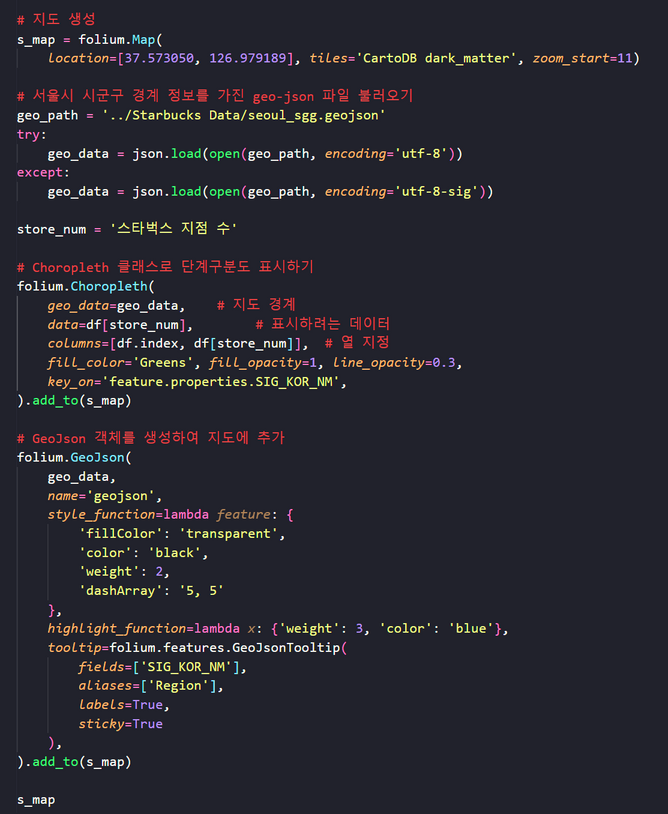 # 지도 생성
s_map = folium.Map(
    location=[37.573050, 126.979189], tiles='CartoDB dark_matter', zoom_start=11)

# 서울시 시군구 경계 정보를 가진 geo-json 파일 불러오기
geo_path = '../Starbucks Data/seoul_sgg.geojson'
try:
    geo_data = json.load(open(geo_path, encoding='utf-8'))
except:
    geo_data = json.load(open(geo_path, encoding='utf-8-sig'))

store_num = '스타벅스 지점 수'

# Choropleth 클래스로 단계구분도 표시하기
folium.Choropleth(
    geo_data=geo_data,    # 지도 경계
    data=df[store_num],        # 표시하려는 데이터
    columns=[df.index, df[store_num]],  # 열 지정
    fill_color='Greens', fill_opacity=1, line_opacity=0.3,
    key_on='feature.properties.SIG_KOR_NM',
).add_to(s_map)

# GeoJson 객체를 생성하여 지도에 추가
folium.GeoJson(
    geo_data,
    name='geojson',
    style_function=lambda feature: {
        'fillColor': 'transparent',
        'color': 'black',
        'weight': 2,
        'dashArray': '5, 5'
    },
    highlight_function=lambda x: {'weight': 3, 'color': 'blue'},
    tooltip=folium.features.GeoJsonTooltip(
        fields=['SIG_KOR_NM'],
        aliases=['Region'],
        labels=True,
        sticky=True
    ),
).add_to(s_map)

s_map